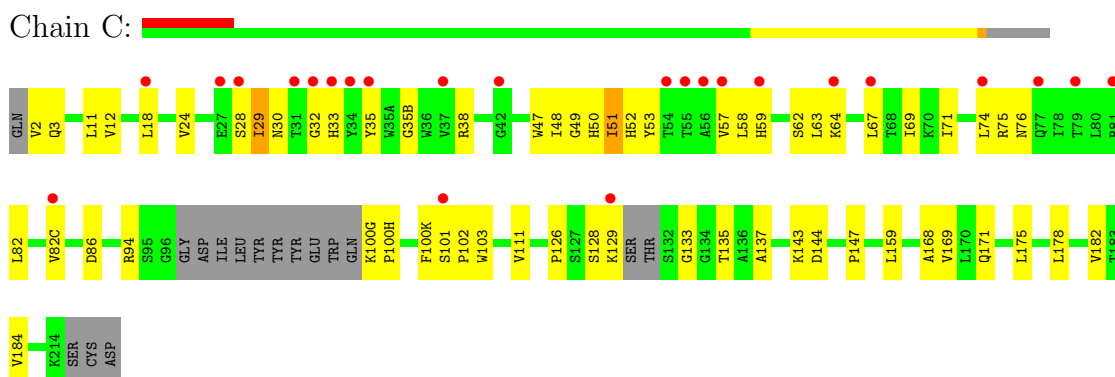 Chain C:
GLN V2 Q3 L11 V12 L18 V24 E27 S28 I29 N30 T31 G32 H33 Y34 Y35 W35A G35B W36 V37 R38 G42 W47 I48 G49 H50 I51 H52 Y53 T54 T55 A56 V57 L58 H59 S62 L63 K64 L67 T68 I69 K70 I71 L74 R75 N76 Q77 I78 T79 L80 R81
L82 V82C D86 R94 S95 G96 GLY ASP ILE LEU TYR TYR TYR GLU TRP GLN K100G P100H F100K S101 P102 W103 V111 P126 S127 S128 K129 SER THR S132 G133 G134 T135 A136 A137 K143 D144 P147 L159 A168 V169 L170 Q171 L175 L178 V182 T183
V184 K214 SER CYS ASP